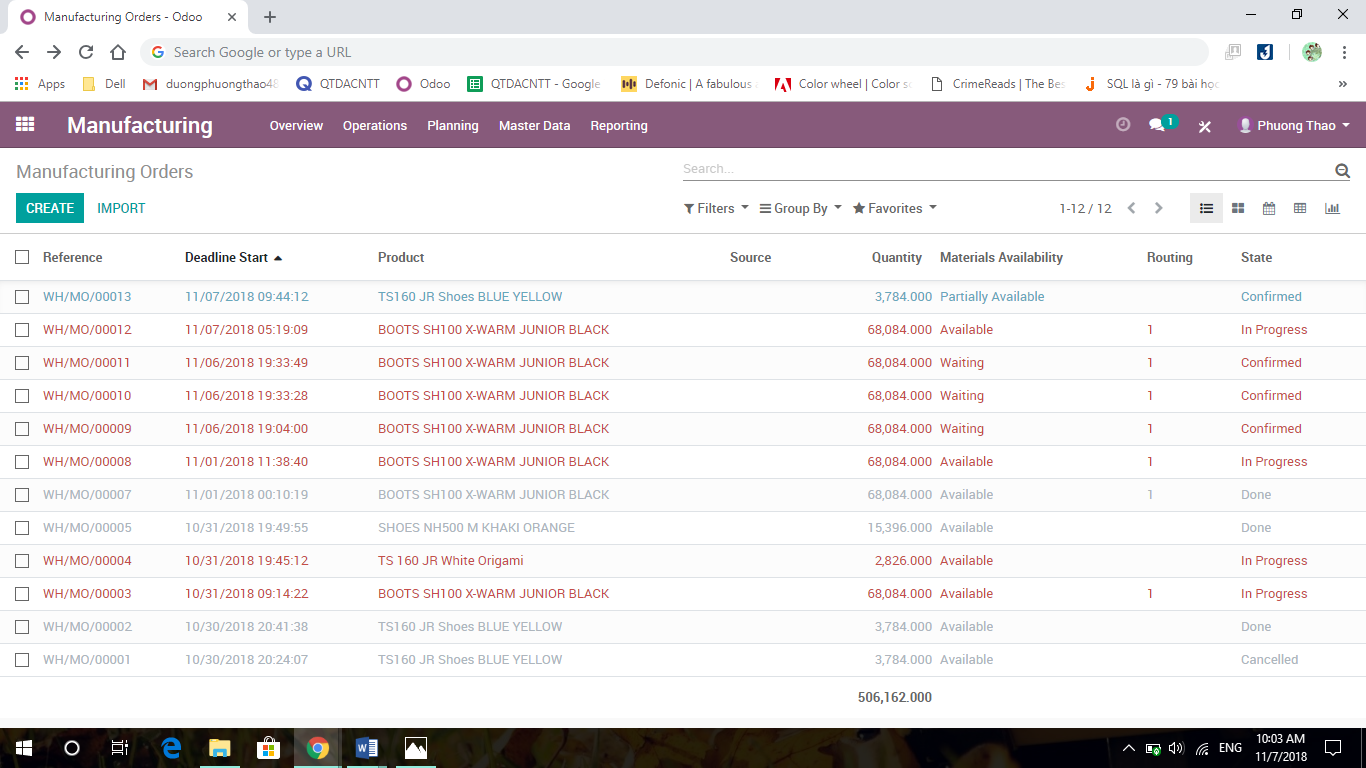 Manufacturing Orders - Odoo
Search Google or type a URL
Apps Dell duongphuongthao48 QTDACNTT Odoo QTDACNTT - Google Defonic | A fabulous Color wheel | Color s CrimeReads | The Bes SQL là gì - 79 bài học »
Manufacturing Overview Operations Planning Master Data Reporting 1 Phuong Thao
Manufacturing Orders Search...
CREATE IMPORT Filters Group By Favorites 1-12 / 12
Reference Deadline Start Product Source Quantity Materials Availability Routing State
WH/MO/00013 11/07/2018 09:44:12 TS160 JR Shoes BLUE YELLOW 3,784.000 Partially Available Confirmed
WH/MO/00012 11/07/2018 05:19:09 BOOTS SH100 X-WARM JUNIOR BLACK 68,084.000 Available 1 In Progress
WH/MO/00011 11/06/2018 19:33:49 BOOTS SH100 X-WARM JUNIOR BLACK 68,084.000 Waiting 1 Confirmed
WH/MO/00010 11/06/2018 19:33:28 BOOTS SH100 X-WARM JUNIOR BLACK 68,084.000 Waiting 1 Confirmed
WH/MO/00009 11/06/2018 19:04:00 BOOTS SH100 X-WARM JUNIOR BLACK 68,084.000 Waiting 1 Confirmed
WH/MO/00008 11/01/2018 11:38:40 BOOTS SH100 X-WARM JUNIOR BLACK 68,084.000 Available 1 In Progress
WH/MO/00007 11/01/2018 00:10:19 BOOTS SH100 X-WARM JUNIOR BLACK 68,084.000 Available 1 Done
WH/MO/00005 10/31/2018 19:49:55 SHOES NH500 M KHAKI ORANGE 15,396.000 Available Done
WH/MO/00004 10/31/2018 19:45:12 TS 160 JR White Origami 2,826.000 Available In Progress
WH/MO/00003 10/31/2018 09:14:22 BOOTS SH100 X-WARM JUNIOR BLACK 68,084.000 Available 1 In Progress
WH/MO/00002 10/30/2018 20:41:38 TS160 JR Shoes BLUE YELLOW 3,784.000 Available Done
WH/MO/00001 10/30/2018 20:24:07 TS160 JR Shoes BLUE YELLOW 3,784.000 Available Cancelled
506,162.000
ENG 10:03 AM
11/7/2018